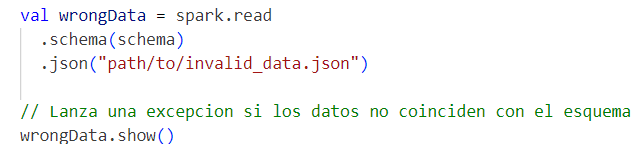 val wrongData = spark.read
.schema(schema)
.json("path/to/invalid_data.json")
// Lanza una excepcion si los datos no coinciden con el esquema
wrongData.show()